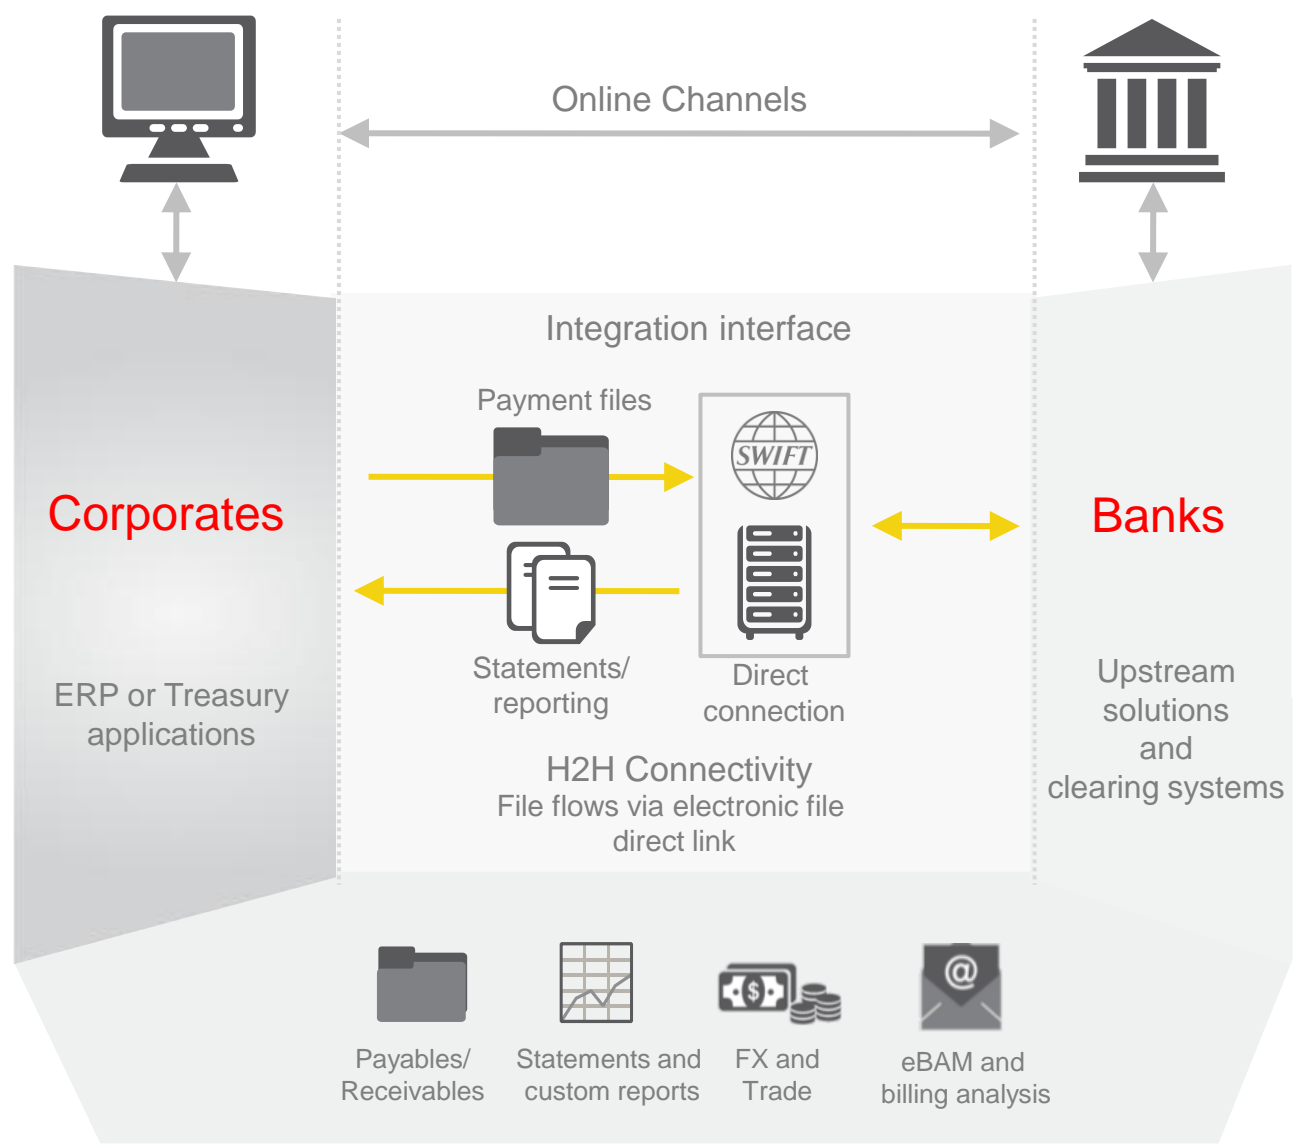 Online Channels
Integration interface
Payment files
SWIFT
Corporates
Banks
Statements/
reporting
Direct
connection
ERP or Treasury
applications
Upstream
solutions
and
clearing systems
H2H Connectivity
File flows via electronic file
direct link
$
@
Payables/
Receivables
Statements and
custom reports
FX and
Trade
eBAM and
billing analysis